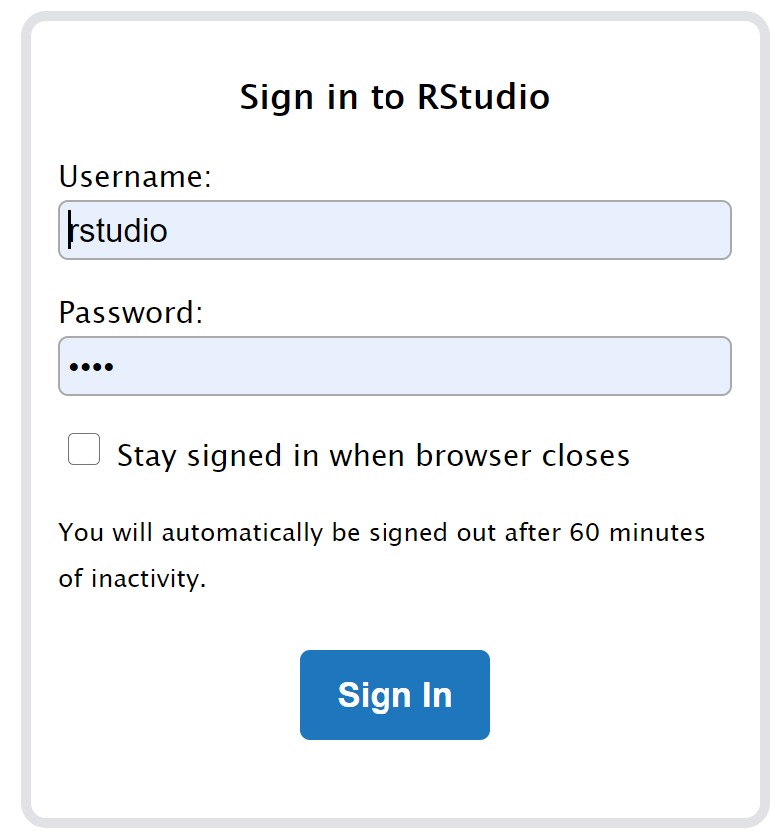 Sign in to RStudio
Username:
rstudio
Password:
••••
Stay signed in when browser closes
You will automatically be signed out after 60 minutes
of inactivity.
Sign In